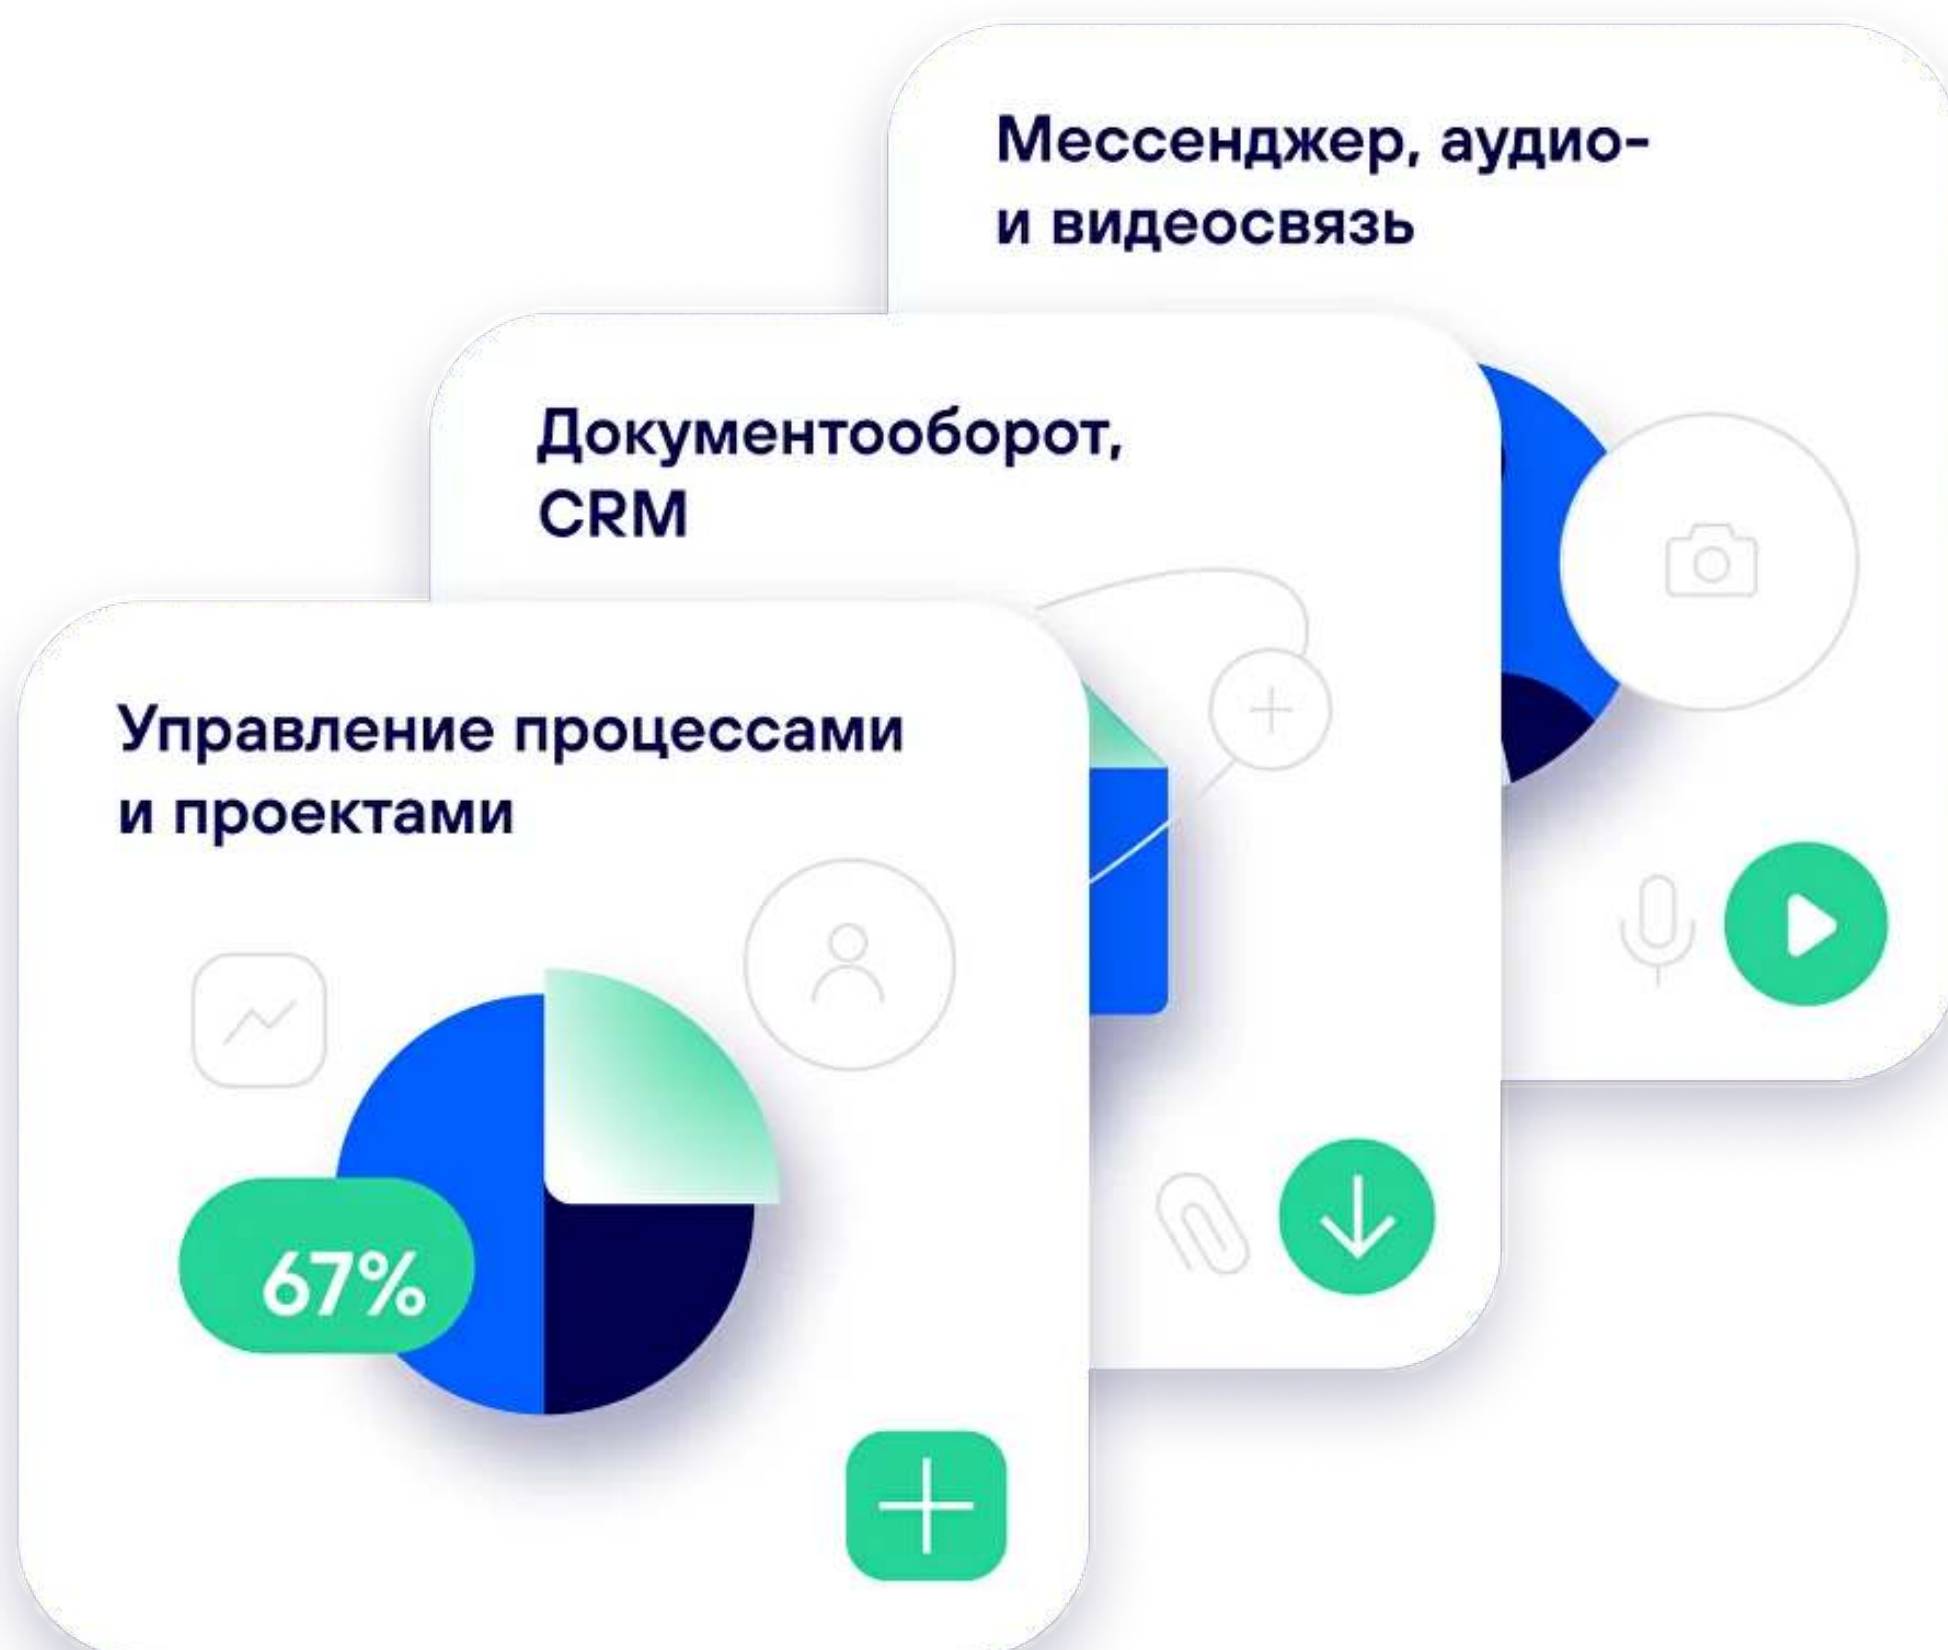 Мессенджер, аудио-
и видеосвязь
Документооборот,
CRM
Управление процессами
и проектами
67%